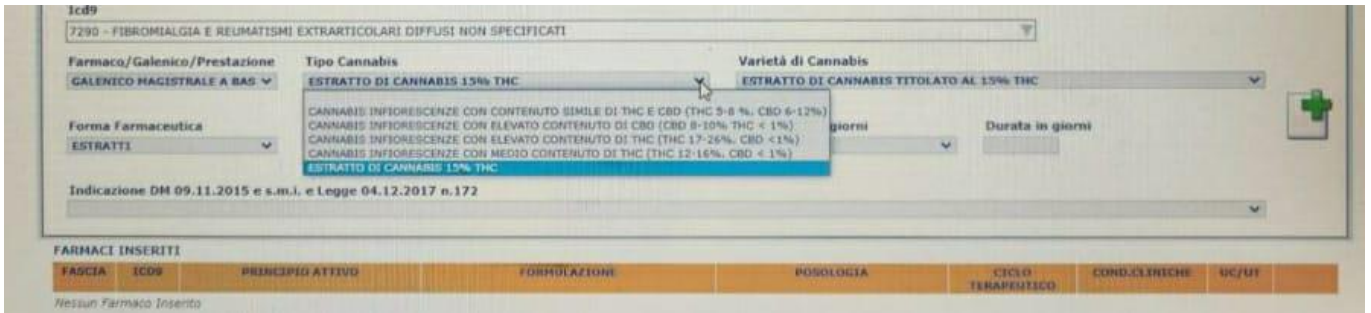 Icd9
7290 - FIBROMIALGIA E REUMATISMI EXTRARTICOLARI DIFFUSI NON SPECIFICATI
Farmaco/Galenico/Prestazione Tipo Cannabis Varietà di Cannabis
GALENICO MAGISTRALE A BAS ESTRATTO DI CANNABIS 15% THC ESTRATTO DI CANNABIS TITOLATO AL 15% THC
CANNABIS INFIORESCENZE CON CONTENUTO SIMILE DI THC E CBD (THC 5-8 %, CBD 6-12%)
Forma Farmaceutica CANNABIS INFIORESCENZE CON ELEVATO CONTENUTO DI CBD (CBD 8-10% THC < 1%) giorni Durata in giorni
ESTRATTI CANNABIS INFIORESCENZE CON ELEVATO CONTENUTO DI THC (THC 17-26%, CBD <1%)
CANNABIS INFIORESCENZE CON MEDIO CONTENUTO DI THC (THC 12-16%, CBD < 1%)
ESTRATTO DI CANNABIS 15% THC
Indicazione DM 09.11.2015 e s.m.i. e Legge 04.12.2017 n.172
FARMACI INSERITI
FASCIA ICD9 PRINCIPIO ATTIVO FORMULAZIONE POSOLOGIA CICLO TERAPEUTICO COND.CLINICHE UC/UT
Nessun Farmaco Inserito